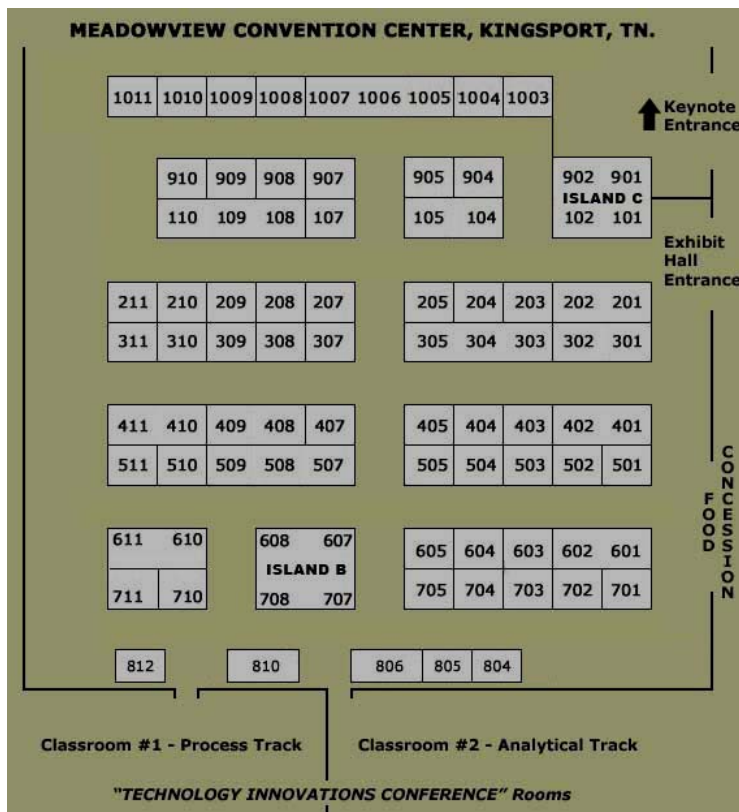 MEADOWVIEW CONVENTION CENTER, KINGSPORT, TN.
1011 1010 1009 1008 1007 1006 1005 1004 1003
Keynote
Entrance
910 909 908 907 905 904 902 901
ISLAND C
110 109 108 107 105 104 102 101
Exhibit
Hall
Entrance
211 210 209 208 207 205 204 203 202 201
311 310 309 308 307 305 304 303 302 301
411 410 409 408 407 405 404 403 402 401
511 510 509 508 507 505 504 503 502 501
FOOD
CONCESSION
611 610 608 607 605 604 603 602 601
ISLAND B
711 710 708 707 705 704 703 702 701
812 810 806 805 804
Classroom #1 - Process Track Classroom #2 - Analytical Track
"TECHNOLOGY INNOVATIONS CONFERENCE" Rooms